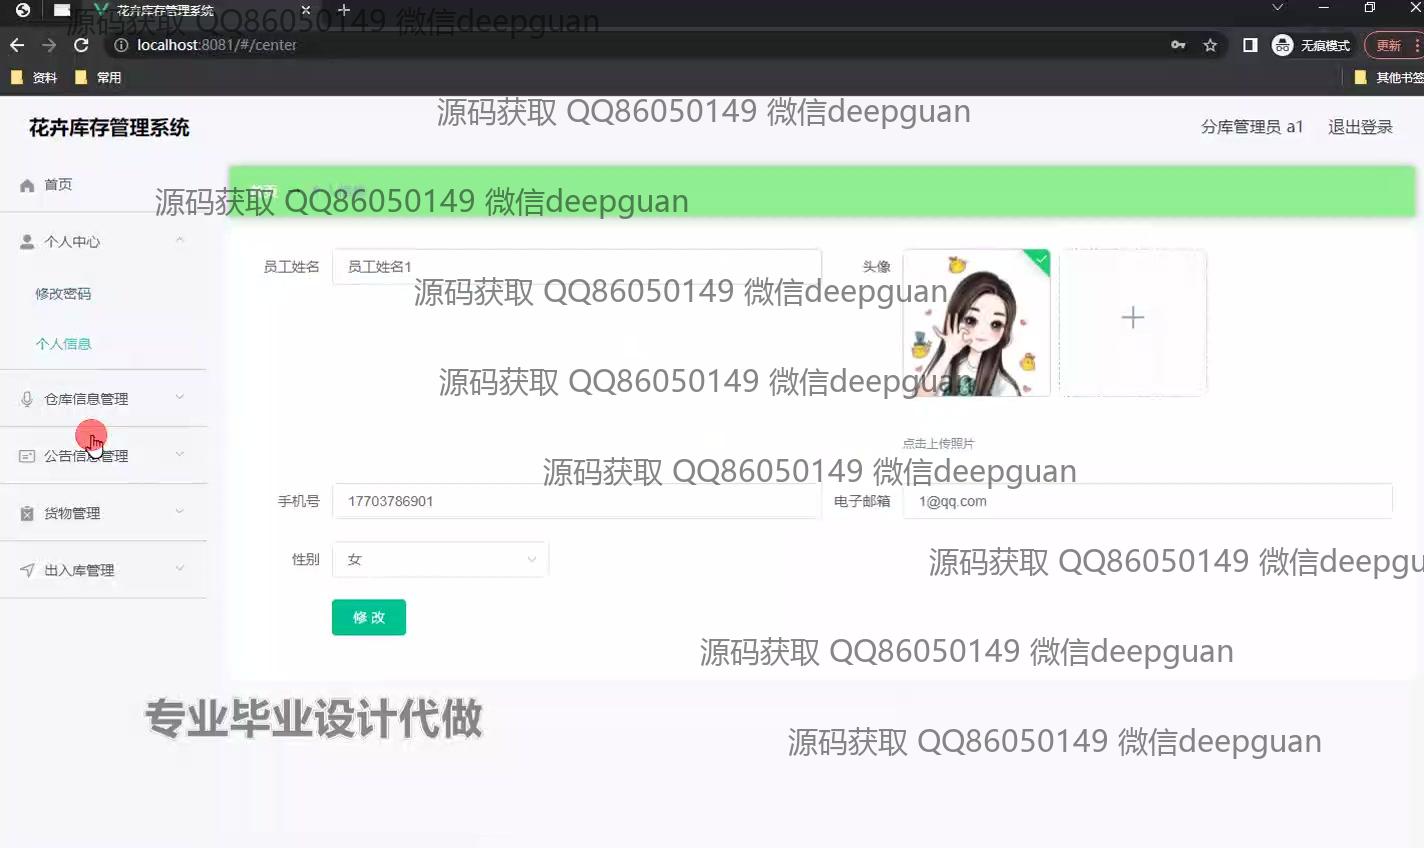 花卉库存管理系统
源码获取 QQ86050149 微信deepguan
localhost:8081/#/center
无痕模式
更新
资料
常用
其他书签
花卉库存管理系统
源码获取 QQ86050149 微信deepguan
分库管理员 a1
退出登录
首页
源码获取 QQ86050149 微信deepguan
个人中心
员工姓名
员工姓名1
头像
源码获取 QQ86050149 微信deepguan
修改密码
个人信息
源码获取 QQ86050149 微信deepguan
仓库信息管理
公告信息管理
点击上传照片
源码获取 QQ86050149 微信deepguan
货物管理
手机号
17703786901
电子邮箱
1@qq.com
出入库管理
性别
女
源码获取 QQ86050149 微信deepgu
修 改
源码获取 QQ86050149 微信deepguan
专业毕业设计代做
源码获取 QQ86050149 微信deepguan